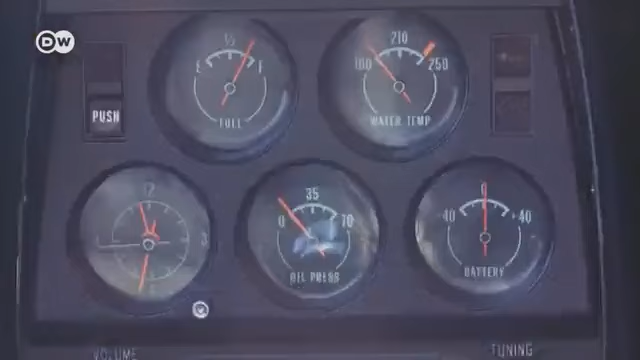 DW
½
E F
FUEL
210
100 250
WATER TEMP
PUSH
12
35
0 70
OIL PRESS
0
-40 +40
BATTERY
VOLUME
TUNING